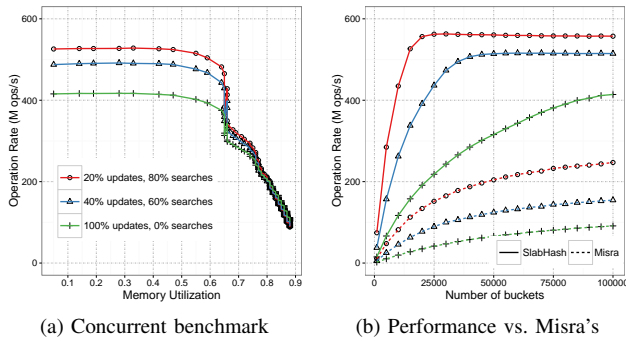 600
400
200
0
Operation Rate (M ops/s)
20% updates, 80% searches
40% updates, 60% searches
100% updates, 0% searches
0.1 0.2 0.3 0.4 0.5 0.6 0.7 0.8 0.9
Memory Utilization
(a) Concurrent benchmark
600
400
200
0
Operation Rate (M ops/s)
SlabHash Misra
0 25000 50000 75000 100000
Number of buckets
(b) Performance vs. Misra's